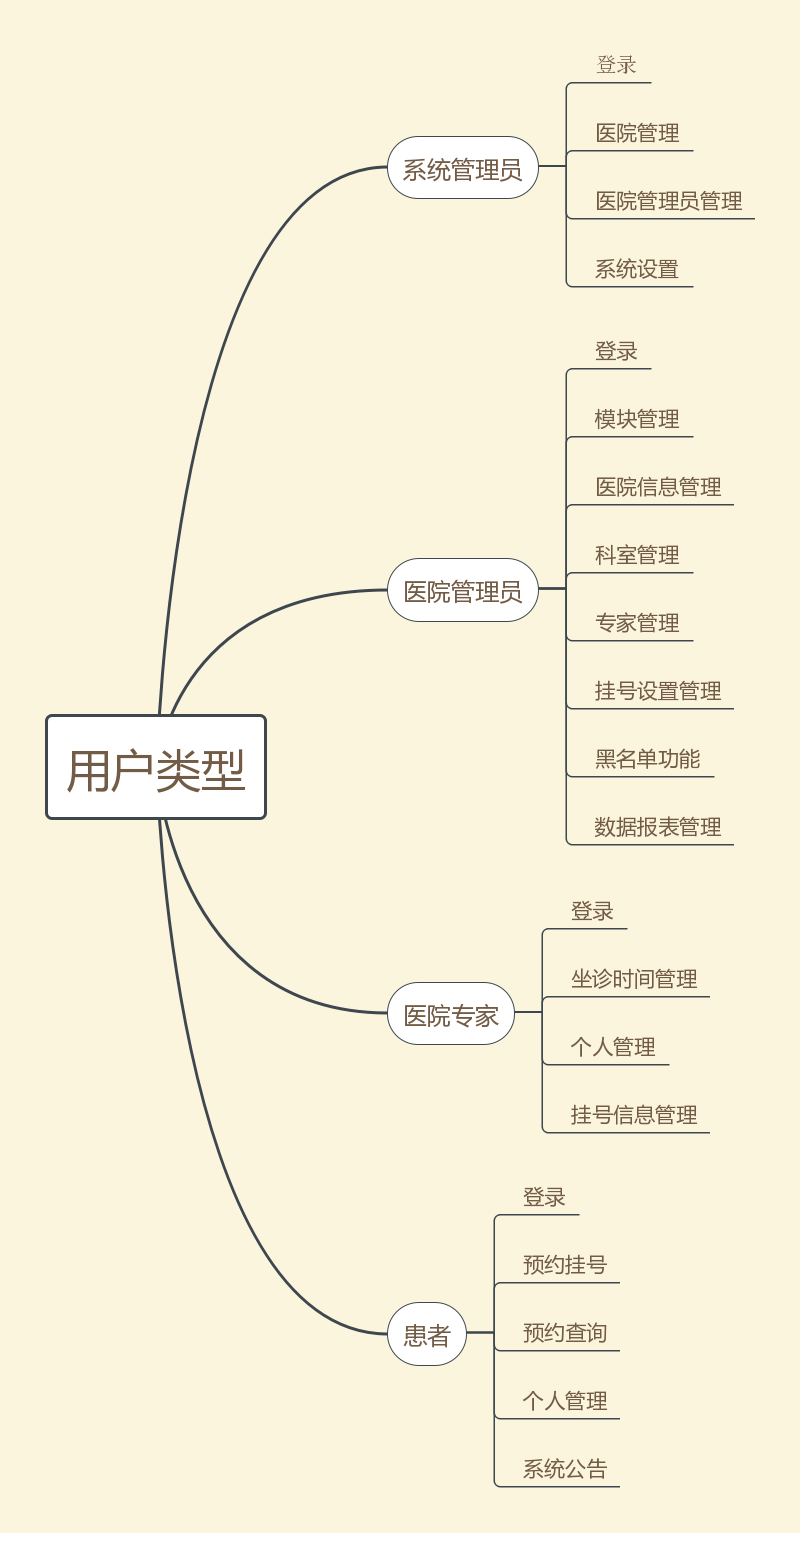 用户类型
系统管理员
登录
医院管理
医院管理员管理
系统设置
医院管理员
登录
模块管理
医院信息管理
科室管理
专家管理
挂号设置管理
黑名单功能
数据报表管理
医院专家
登录
坐诊时间管理
个人管理
挂号信息管理
患者
登录
预约挂号
预约查询
个人管理
系统公告